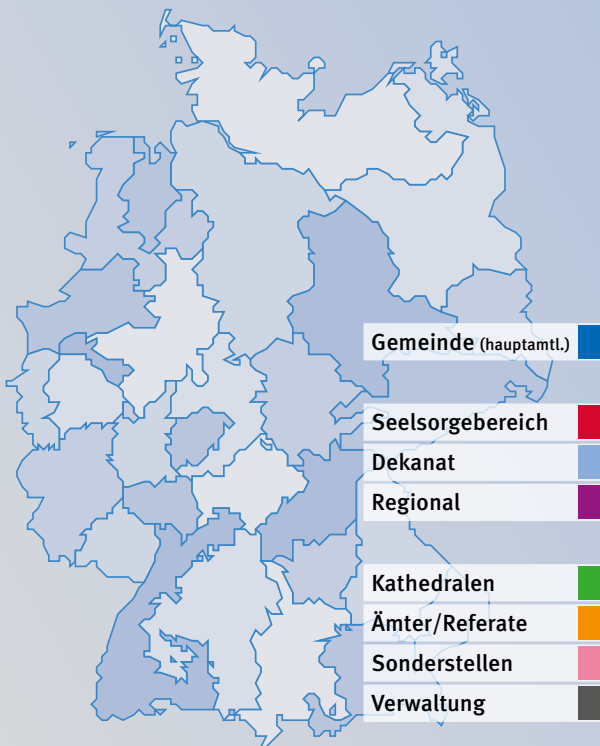 Gemeinde (hauptamtl.)
Seelsorgebereich
Dekanat
Regional
Kathedralen
Ämter/Referate
Sonderstellen
Verwaltung